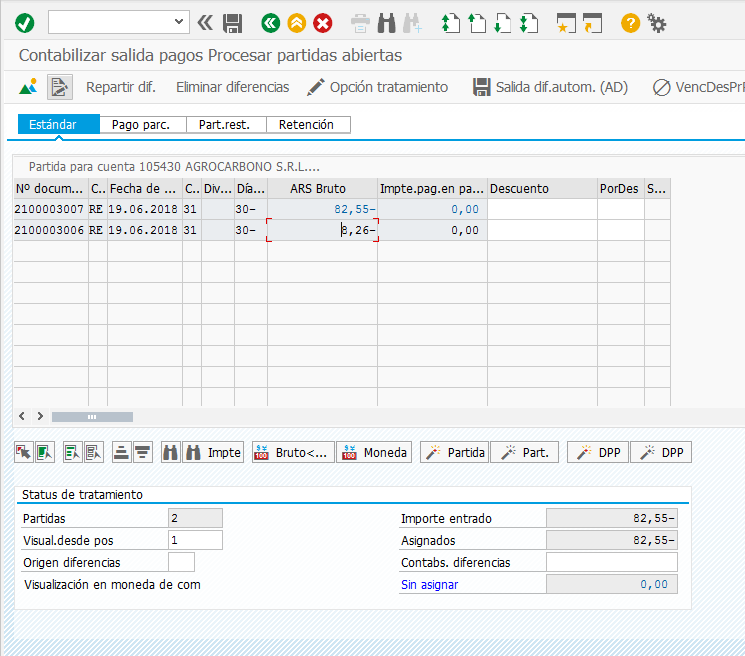 Contabilizar salida pagos Procesar partidas abiertas
Repartir dif. Eliminar diferencias Opción tratamiento Salida dif.autom. (AD) VencDesPrF
Estándar Pago parc. Part.rest. Retención
Partida para cuenta 105430 AGROCARBONO S.R.L....
Nº docum... C.. Fecha de ... C.. Div... Día... ARS Bruto Impte.pag.en pa... Descuento PorDes S...
2100003007 RE 19.06.2018 31 30- 82,55- 0,00
2100003006 RE 19.06.2018 31 30- 8,26- 0,00
Impte Bruto<... Moneda Partida Part. DPP DPP
Status de tratamiento
Partidas 2 Importe entrado 82,55-
Visual.desde pos 1 Asignados 82,55-
Origen diferencias Contabs. diferencias
Visualización en moneda de com Sin asignar 0,00